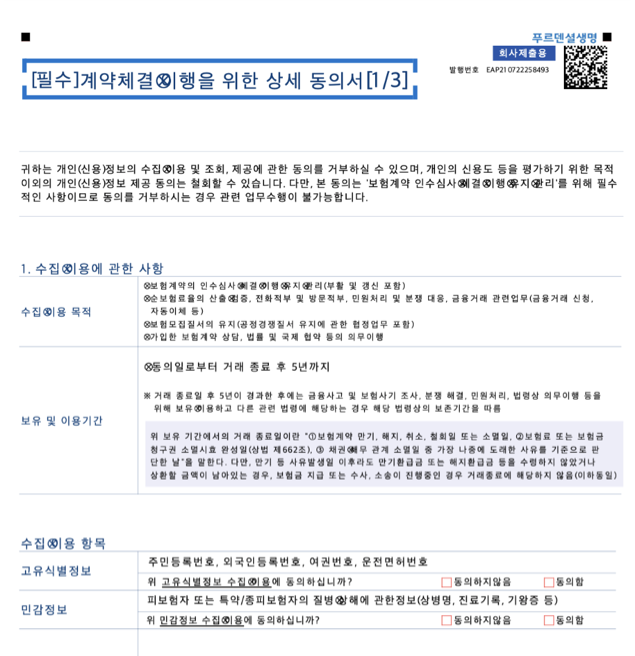 푸르덴셜생명
회사제출용
발행번호 EAP210722258493
[필수]계약체결⊗이행을 위한 상세 동의서[1/3]
귀하는 개인(신용)정보의 수집⊗이용 및 조회, 제공에 관한 동의를 거부하실 수 있으며, 개인의 신용도 등을 평가하기 위한 목적
이외의 개인(신용)정보 제공 동의는 철회할 수 있습니다. 다만, 본 동의는 '보험계약 인수심사⊗체결⊗이행⊗유지⊗관리'를 위해 필수
적인 사항이므로 동의를 거부하시는 경우 관련 업무수행이 불가능합니다.
1. 수집⊗이용에 관한 사항
수집⊗이용 목적
⊗보험계약의 인수심사⊗체결⊗이행⊗유지⊗관리(부활 및 갱신 포함)
⊗순보험료율의 산출⊗검증, 전화적부 및 방문적부, 민원처리 및 분쟁 대응, 금융거래 관련업무(금융거래 신청,
자동이체 등)
⊗보험모집질서의 유지(공정경쟁질서 유지에 관한 협정업무 포함)
⊗가입한 보험계약 상담, 법률 및 국제 협약 등의 의무이행
보유 및 이용기간
⊗동의일로부터 거래 종료 후 5년까지
※ 거래 종료일 후 5년이 경과한 후에는 금융사고 및 보험사기 조사, 분쟁 해결, 민원처리, 법령상 의무이행 등을
위해 보유⊗이용하고 다른 관련 법령에 해당하는 경우 해당 법령상의 보존기간을 따름
위 보유 기간에서의 거래 종료일이란 "①보험계약 만기, 해지, 취소, 철회일 또는 소멸일, ②보험료 또는 보험금
청구권 소멸시효 완성일(상법 제662조), ③ 채권⊗채무 관계 소멸일 중 가장 나중에 도래한 사유를 기준으로 판
단한 날"을 말한다. 다만, 만기 등 사유발생일 이후라도 만기환급금 또는 해지환급금 등을 수령하지 않았거나
상환할 금액이 남아있는 경우, 보험금 지급 또는 수사, 소송이 진행중인 경우 거래종료에 해당하지 않음(이하동일)
수집⊗이용 항목
고유식별정보
주민등록번호, 외국인등록번호, 여권번호, 운전면허번호
위 고유식별정보 수집⊗이용에 동의하십니까? □동의하지않음 □동의함
민감정보
피보험자 또는 특약/종피보험자의 질병⊗상해에 관한정보(상병명, 진료기록, 기왕증 등)
위 민감정보 수집⊗이용에 동의하십니까? □동의하지않음 □동의함